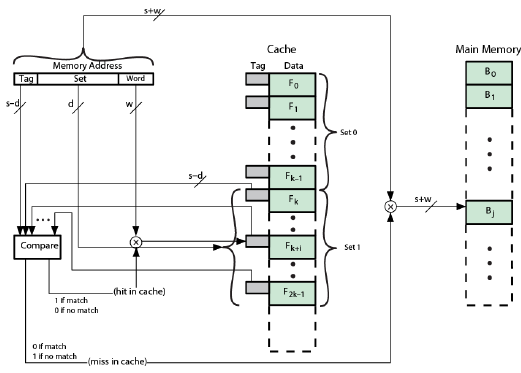 s+w
Cache
Main Memory
Memory Address
Tag Data
Tag Set Word
F0
B0
F1
B1
s–d
d
w
Set 0
Fk–1
s–d
Fk
s+w
Bj
Compare
Fk+i
Set 1
(hit in cache)
1 if match
0 if no match
F2k–1
0 if match
1 if no match
(miss in cache)